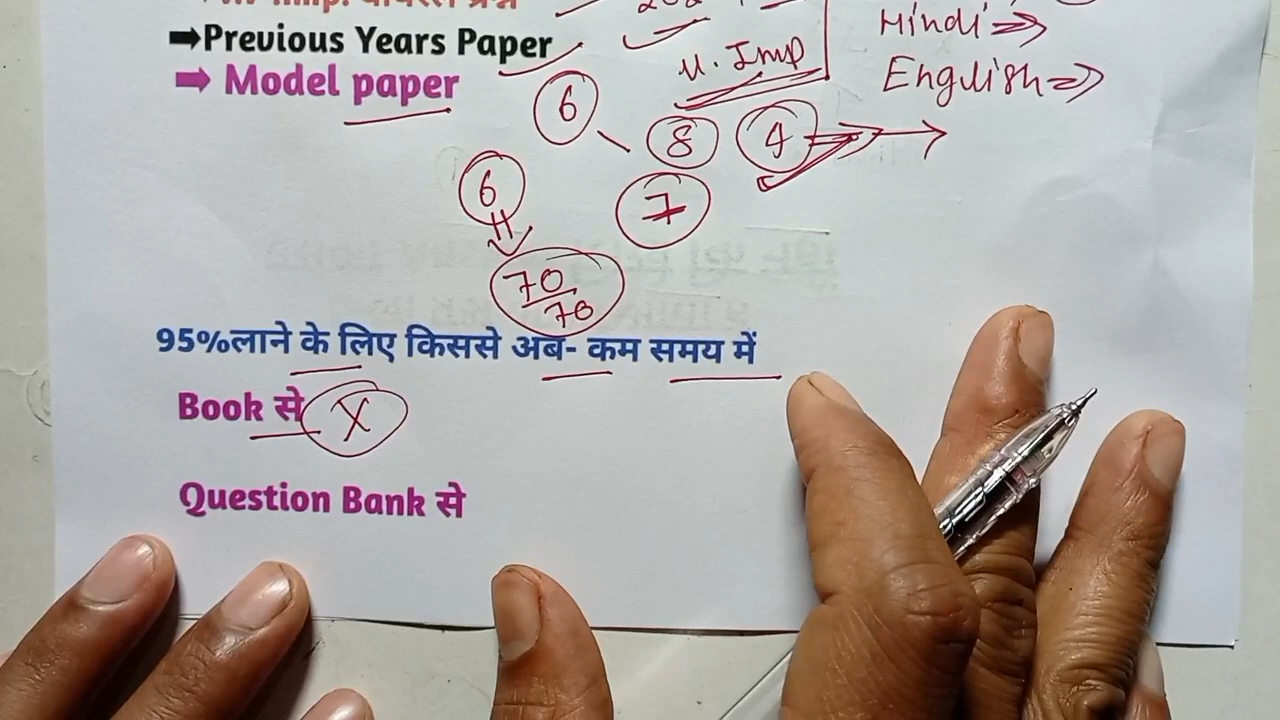 ➡Previous Years Paper
➡ Model paper
V. Imp
Hindi ⇒
English ⇒
6
8
4
6
7
70/70
95%लाने के लिए किससे अब- कम समय में
Book से X
Question Bank से